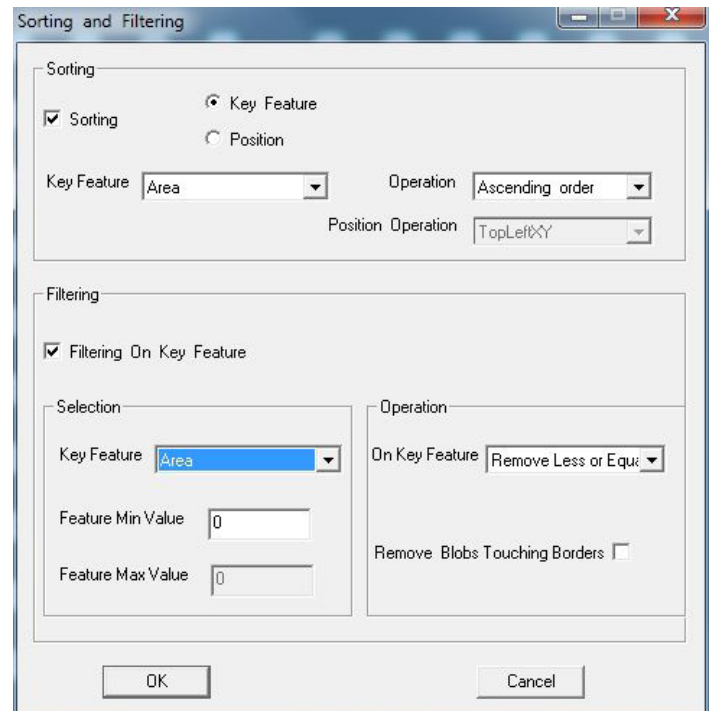 Sorting and Filtering
Sorting
Sorting
Key Feature
Position
Key Feature Area Operation Ascending order
Position Operation TopLeftXY
Filtering
Filtering On Key Feature
Selection Operation
Key Feature Area On Key Feature Remove Less or Equa
Feature Min Value 0
Remove Blobs Touching Borders
Feature Max Value 0
OK Cancel